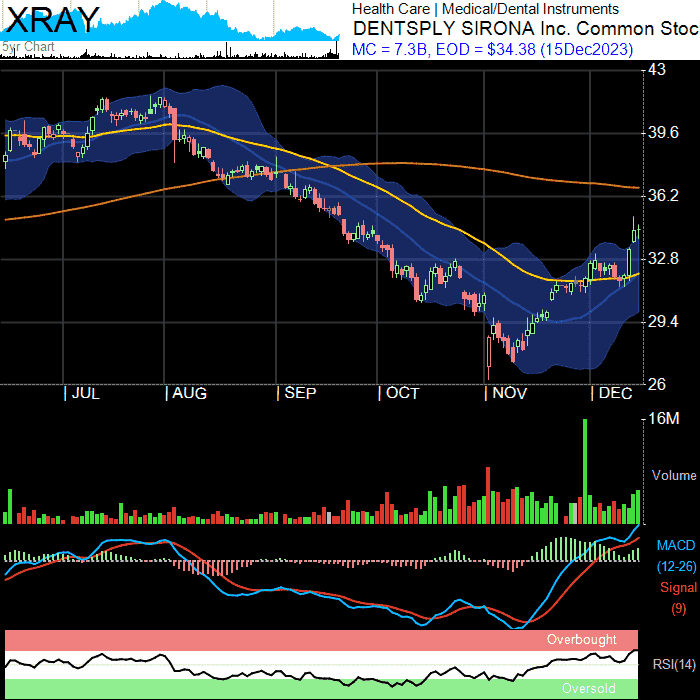 XRAY
5yr Chart
Health Care | Medical/Dental Instruments
DENTSPLY SIRONA Inc. Common Stoc
MC = 7.3B, EOD = $34.38 (15Dec2023)
43
39.6
36.2
32.8
29.4
26
| JUL | AUG | SEP | OCT | NOV | DEC
16M
Volume
MACD
(12-26)
Signal
(9)
Overbought
RSI(14)
Oversold